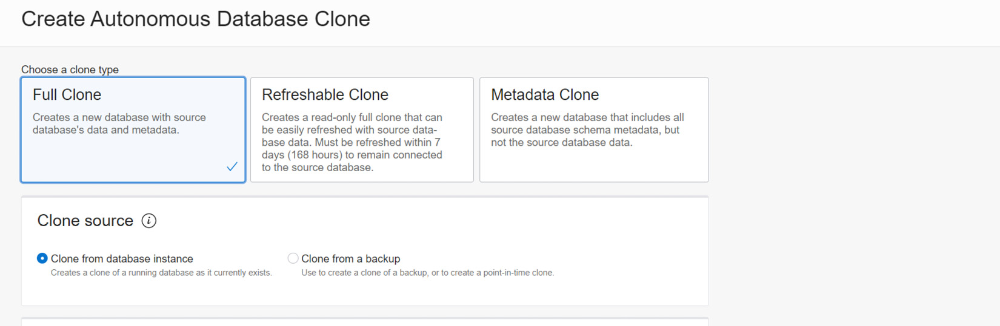 Create Autonomous Database Clone
Choose a clone type
Full Clone
Creates a new database with source
database's data and metadata.
Refreshable Clone
Creates a read-only full clone that can
be easily refreshed with source data-
base data. Must be refreshed within 7
days (168 hours) to remain connected
to the source database.
Metadata Clone
Creates a new database that includes all
source database schema metadata, but
not the source database data.
Clone source
Clone from database instance
Creates a clone of a running database as it currently exists.
Clone from a backup
Use to create a clone of a backup, or to create a point-in-time clone.